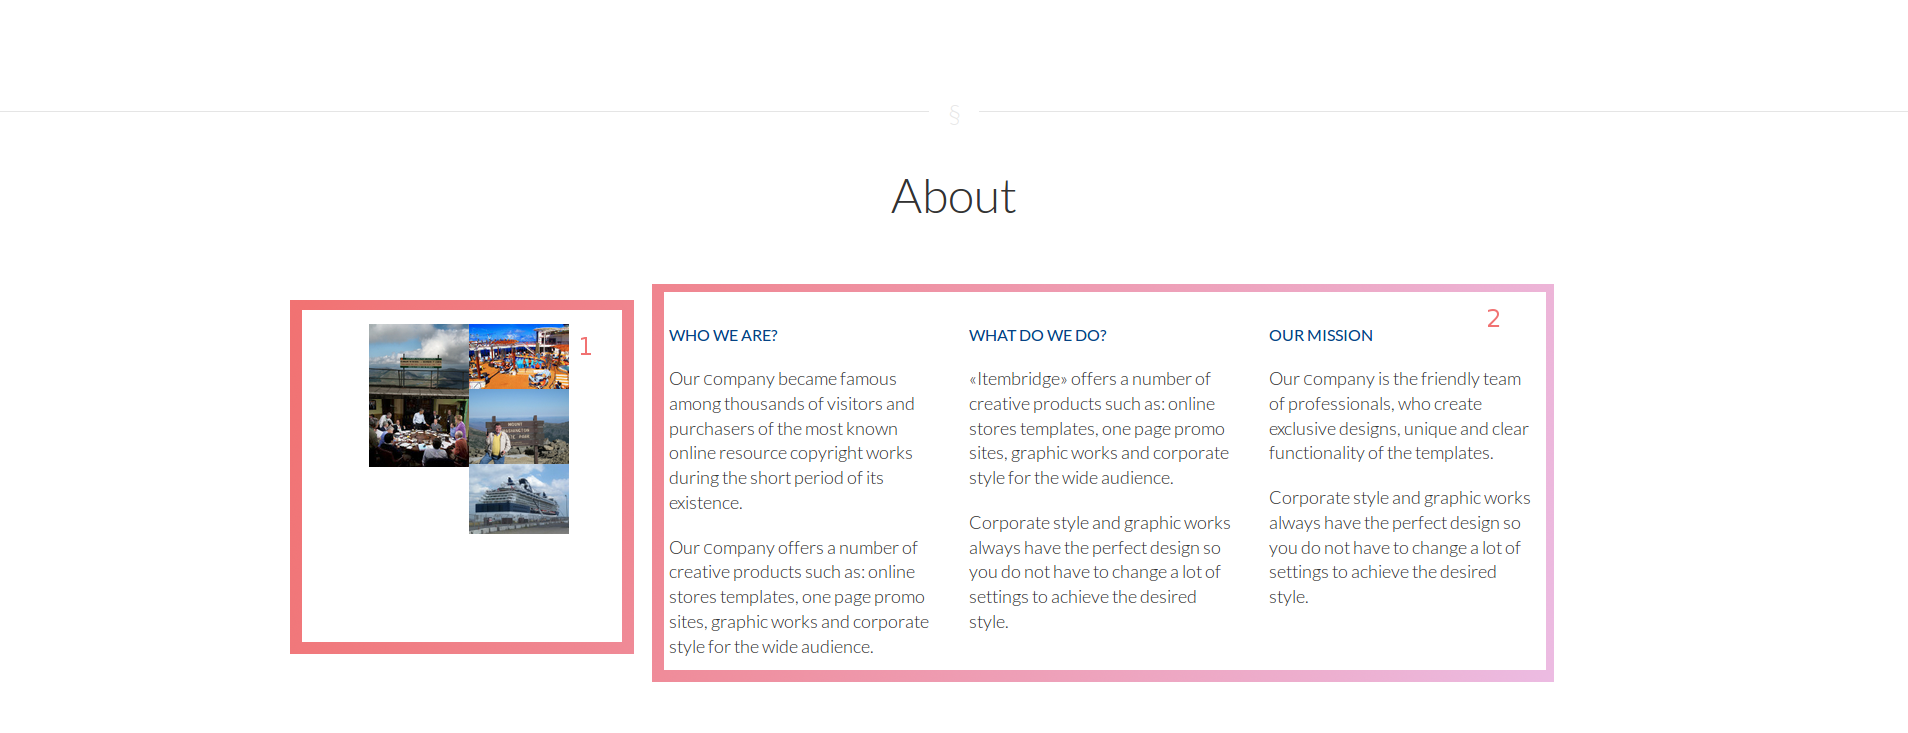 §
About
1
2
WHO WE ARE?
Our company became famous
among thousands of visitors and
purchasers of the most known
online resource copyright works
during the short period of its
existence.
Our company offers a number of
creative products such as: online
stores templates, one page promo
sites, graphic works and corporate
style for the wide audience.
WHAT DO WE DO?
«Itembridge» offers a number of
creative products such as: online
stores templates, one page promo
sites, graphic works and corporate
style for the wide audience.
Corporate style and graphic works
always have the perfect design so
you do not have to change a lot of
settings to achieve the desired
style.
OUR MISSION
Our company is the friendly team
of professionals, who create
exclusive designs, unique and clear
functionality of the templates.
Corporate style and graphic works
always have the perfect design so
you do not have to change a lot of
settings to achieve the desired
style.